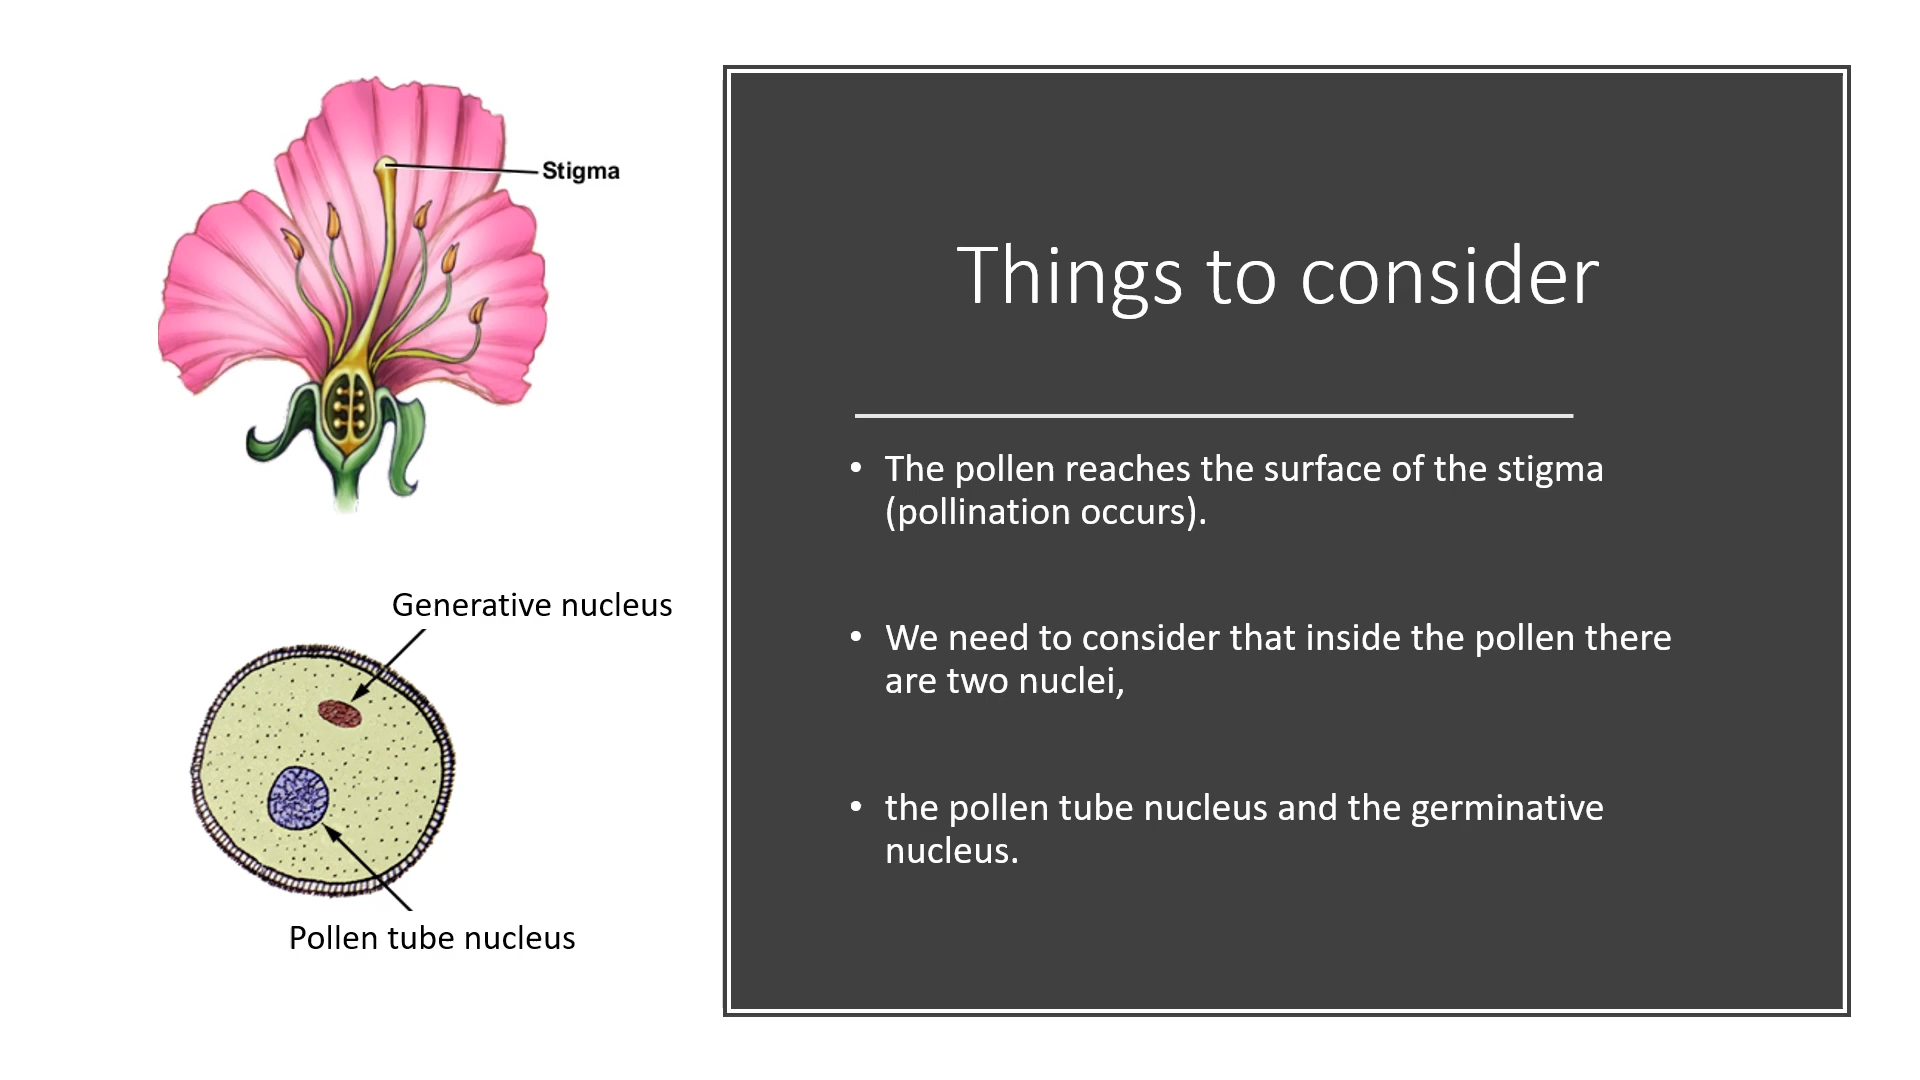 Stigma
Generative nucleus
Pollen tube nucleus
Things to consider
• The pollen reaches the surface of the stigma
(pollination occurs).
• We need to consider that inside the pollen there
are two nuclei,
• the pollen tube nucleus and the germinative
nucleus.